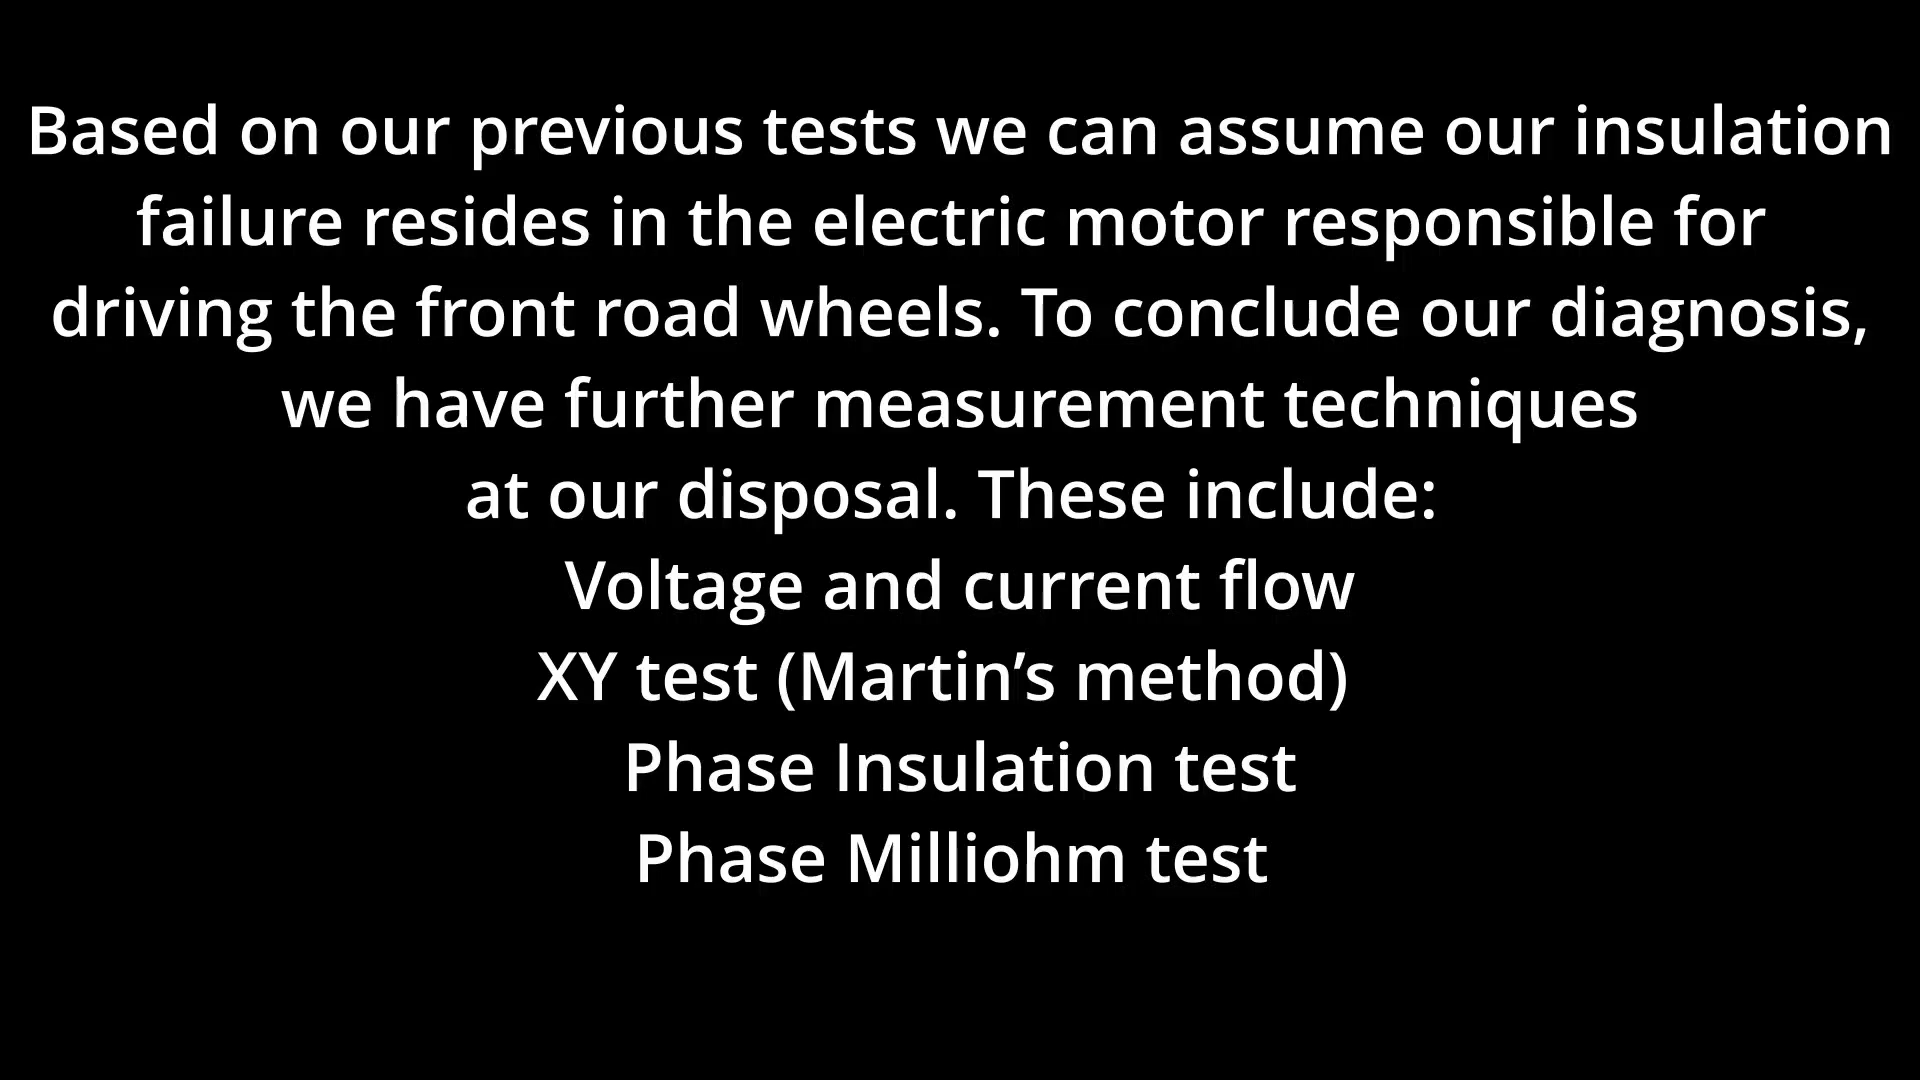 Based on our previous tests we can assume our insulation
failure resides in the electric motor responsible for
driving the front road wheels. To conclude our diagnosis,
we have further measurement techniques
at our disposal. These include:
Voltage and current flow
XY test (Martin’s method)
Phase Insulation test
Phase Milliohm test